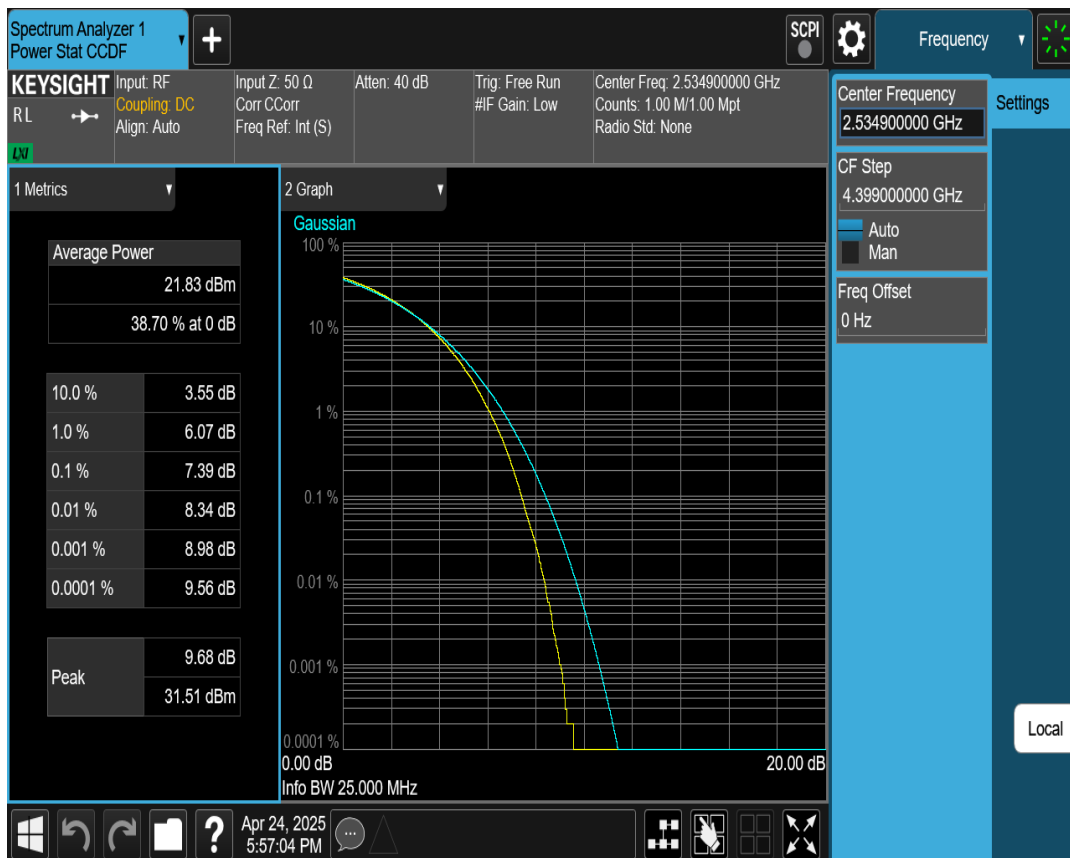 Spectrum Analyzer 1
Power Stat CCDF
+
SCPI
Frequency
KEYSIGHT
RL
LXI
Input: RF
Coupling: DC
Align: Auto
Input Z: 50 Ω
Corr CCorr
Freq Ref: Int (S)
Atten: 40 dB
Trig: Free Run
#IF Gain: Low
Center Freq: 2.534900000 GHz
Counts: 1.00 M/1.00 Mpt
Radio Std: None
Center Frequency
2.534900000 GHz
Settings
CF Step
4.399000000 GHz
Auto
Man
Freq Offset
0 Hz
Local
1 Metrics
Average Power
21.83 dBm
38.70 % at 0 dB
10.0 % 3.55 dB
1.0 % 6.07 dB
0.1 % 7.39 dB
0.01 % 8.34 dB
0.001 % 8.98 dB
0.0001 % 9.56 dB
Peak
9.68 dB
31.51 dBm
2 Graph
Gaussian
100 %
10 %
1 %
0.1 %
0.01 %
0.001 %
0.0001 %
0.00 dB 20.00 dB
Info BW 25.000 MHz
?
Apr 24, 2025
5:57:04 PM